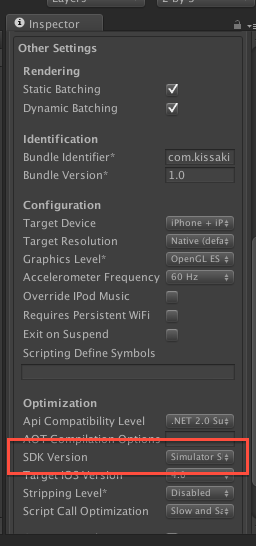 Layers
2 by 3
Inspector
Other Settings
Rendering
Static Batching
Dynamic Batching
Identification
Bundle Identifier* com.kissaki
Bundle Version* 1.0
Configuration
Target Device iPhone + iP
Target Resolution Native (defa
Graphics Level* OpenGL ES
Accelerometer Frequency 60 Hz
Override IPod Music
Requires Persistent WiFi
Exit on Suspend
Scripting Define Symbols
Optimization
Api Compatibility Level .NET 2.0 Su
AOT Compilation Options
SDK Version Simulator S
Target iOS Version 4.0
Stripping Level* Disabled
Script Call Optimization Slow and Sa